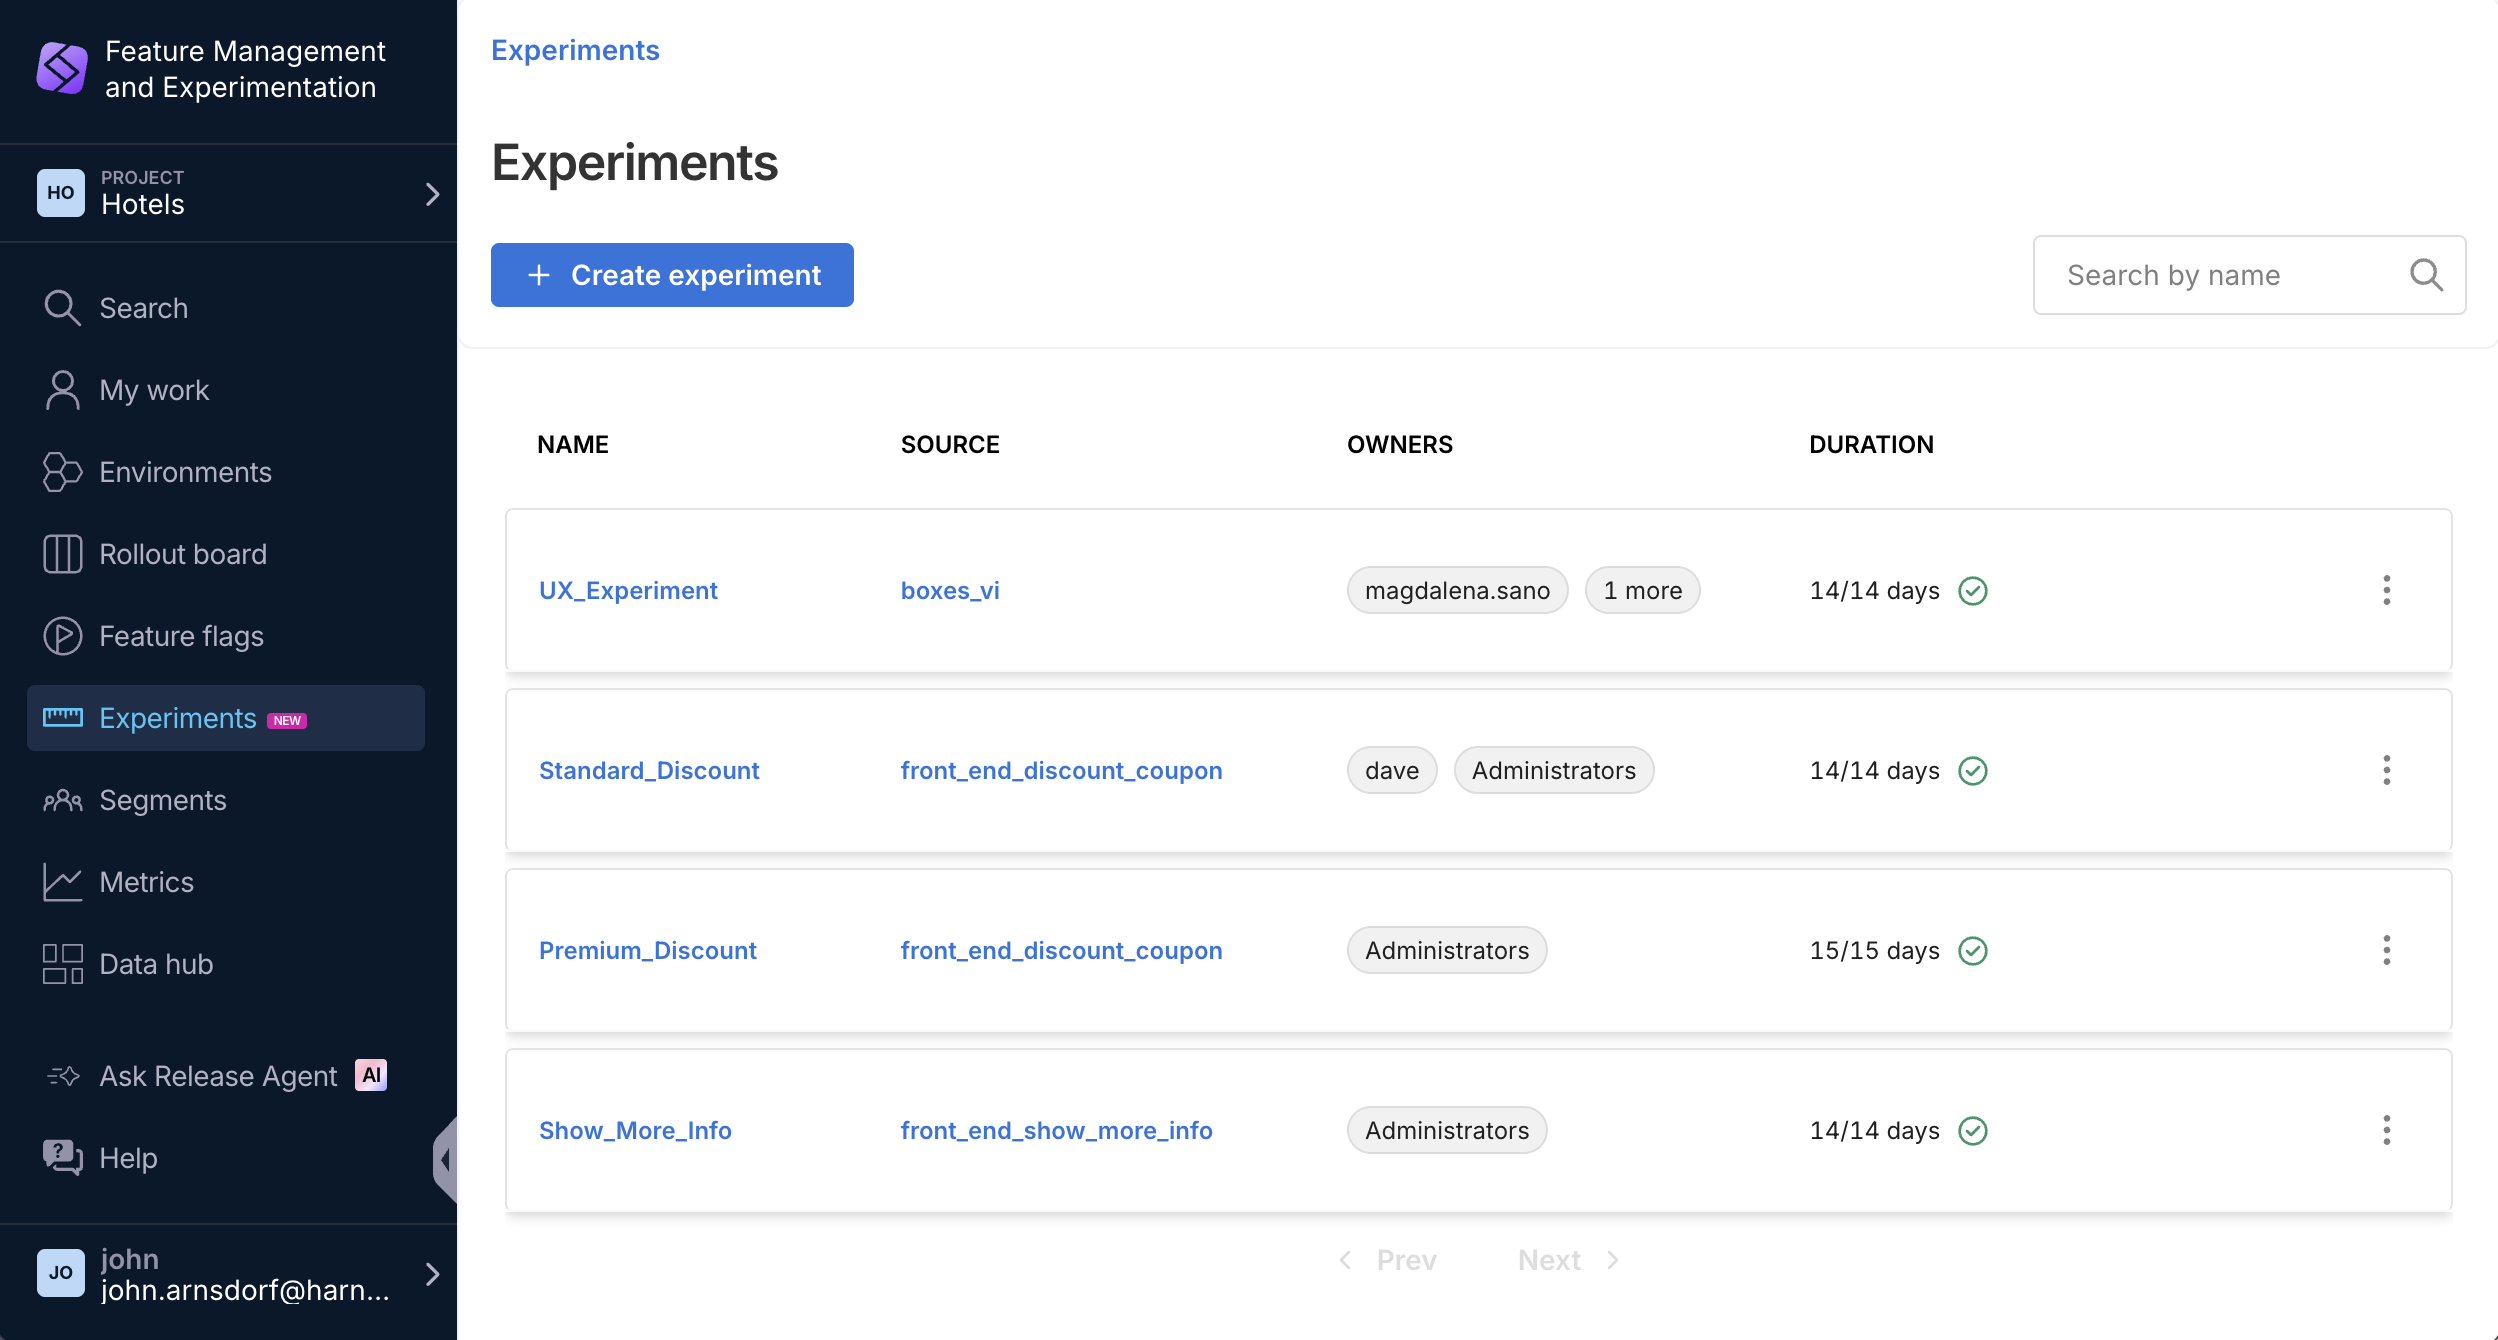 Feature Management
and Experimentation
HO
PROJECT
Hotels
Search
My work
Environments
Rollout board
Feature flags
Experiments NEW
Segments
Metrics
Data hub
Ask Release Agent AI
Help
JO
john
john.arnsdorf@harn...
Experiments
Experiments
+ Create experiment
Search by name
NAME SOURCE OWNERS DURATION
UX_Experiment boxes_vi magdalena.sano 1 more 14/14 days
Standard_Discount front_end_discount_coupon dave Administrators 14/14 days
Premium_Discount front_end_discount_coupon Administrators 15/15 days
Show_More_Info front_end_show_more_info Administrators 14/14 days
Prev Next